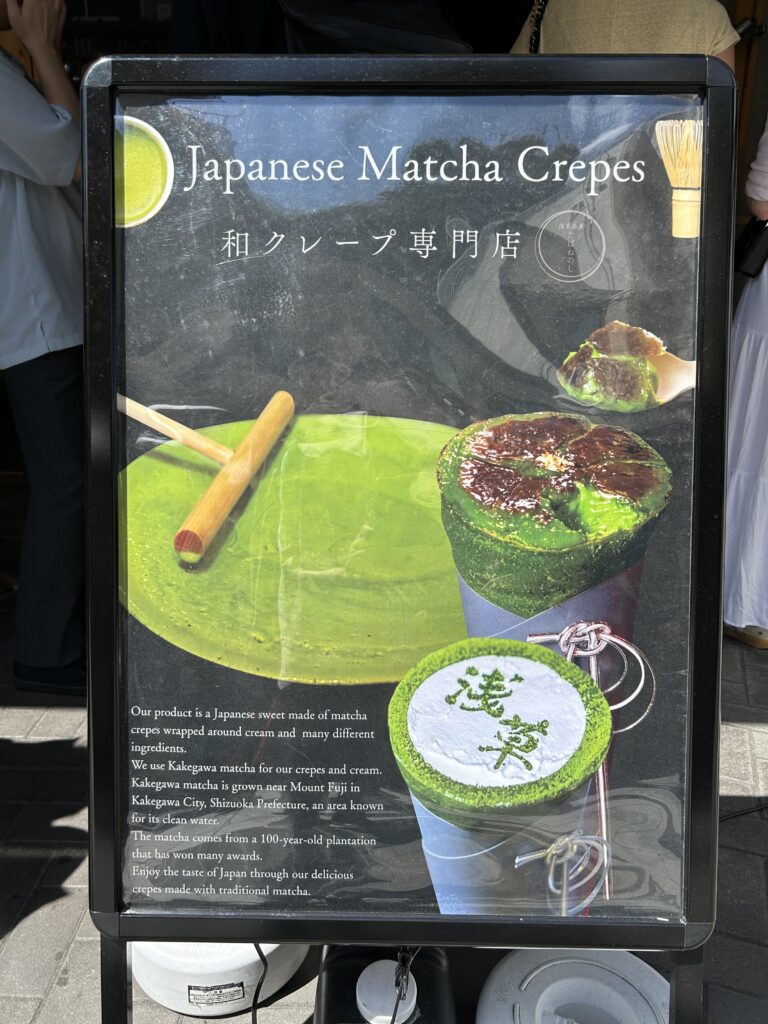 Japanese Matcha Crepes
和クレープ専門店
Our product is a Japanese sweet made of matcha
crepes wrapped around cream and many different
ingredients.
We use Kakegawa matcha for our crepes and cream.
Kakegawa matcha is grown near Mount Fuji in
Kakegawa City, Shizuoka Prefecture, an area known
for its clean water.
The matcha comes from a 100-year-old plantation
that has won many awards.
Enjoy the taste of Japan through our delicious
crepes made with traditional matcha.
浅草